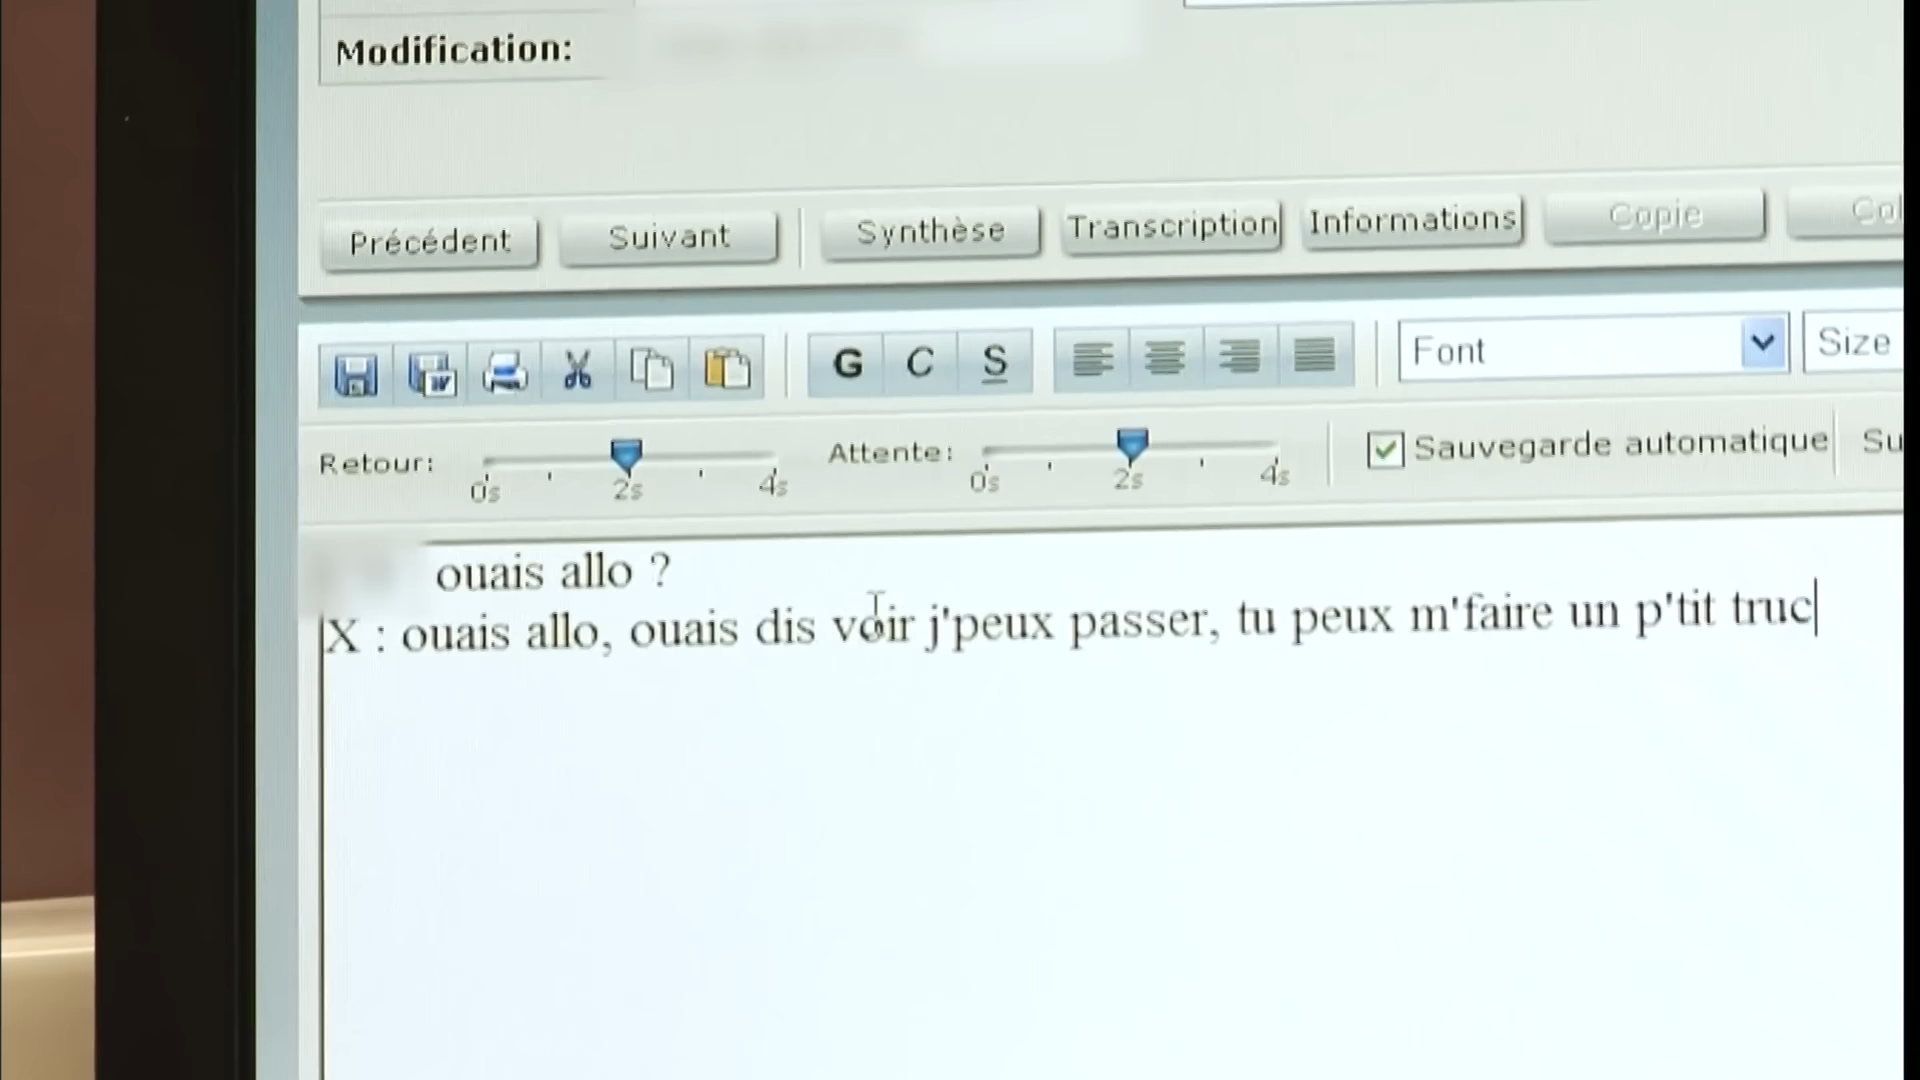 Modification:
Précédent Suivant Synthèse Transcription Informations Copie
G C S Font Size
Retour: 0s 2s 4s Attente: 0s 2s 4s Sauvegarde automatique
ouais allo ?
X : ouais allo, ouais dis voir j'peux passer, tu peux m'faire un p'tit truc